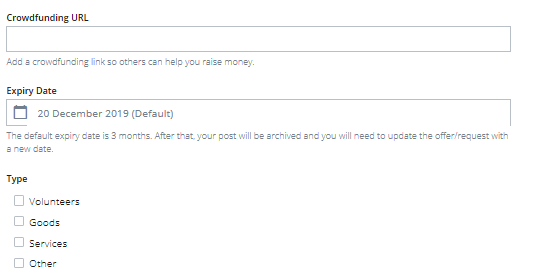 Crowdfunding URL
Add a crowdfunding link so others can help you raise money.
Expiry Date
20 December 2019 (Default)
The default expiry date is 3 months. After that, your post will be archived and you will need to update the offer/request with
a new date.
Type
Volunteers
Goods
Services
Other